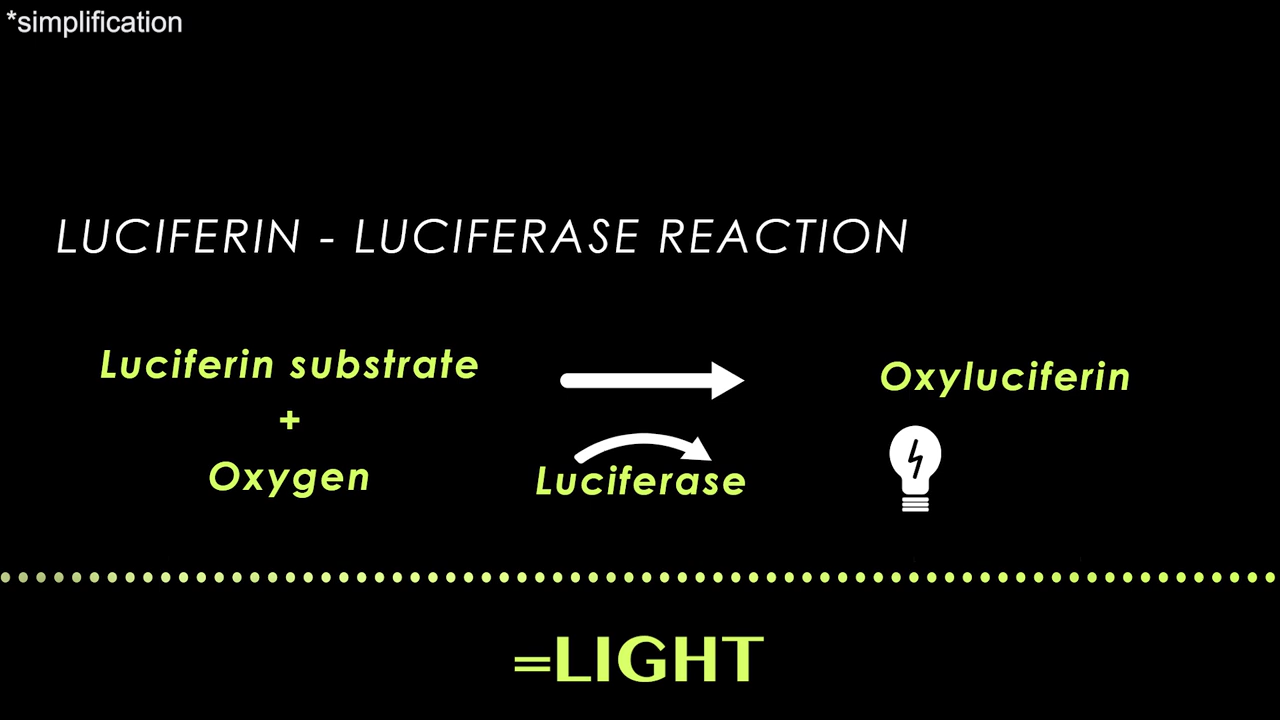 *simplification
LUCIFERIN - LUCIFERASE REACTION
Luciferin substrate
+
Oxygen
Luciferase
Oxyluciferin
=LIGHT